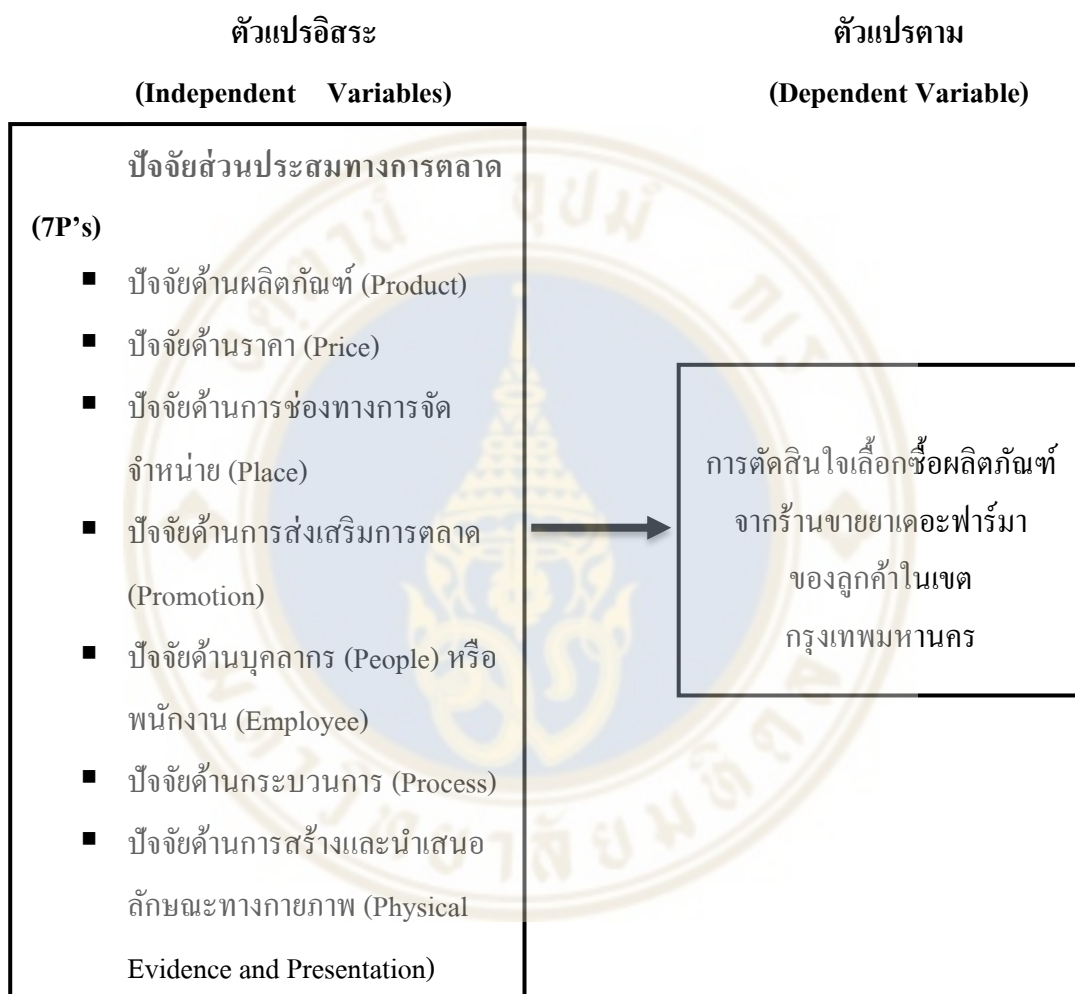 ตัวแปรอิสระ
(Independent Variables)
ตัวแปรตาม
(Dependent Variable)
ปัจจัยส่วนประสมทางการตลาด
(7P’s)
■ ปัจจัยด้านผลิตภัณฑ์ (Product)
■ ปัจจัยด้านราคา (Price)
■ ปัจจัยด้านการช่องทางการจัด
จำหน่าย (Place)
■ ปัจจัยด้านการส่งเสริมการตลาด
(Promotion)
■ ปัจจัยด้านบุคลากร (People) หรือ
พนักงาน (Employee)
■ ปัจจัยด้านกระบวนการ (Process)
■ ปัจจัยด้านการสร้างและนำเสนอ
ลักษณะทางกายภาพ (Physical
Evidence and Presentation)
การตัดสินใจเลือกซื้อผลิตภัณฑ์
จากร้านขายยาเดอะฟาร์มา
ของลูกค้าในเขต
กรุงเทพมหานคร
มหาวิทยาลัยมหิดล